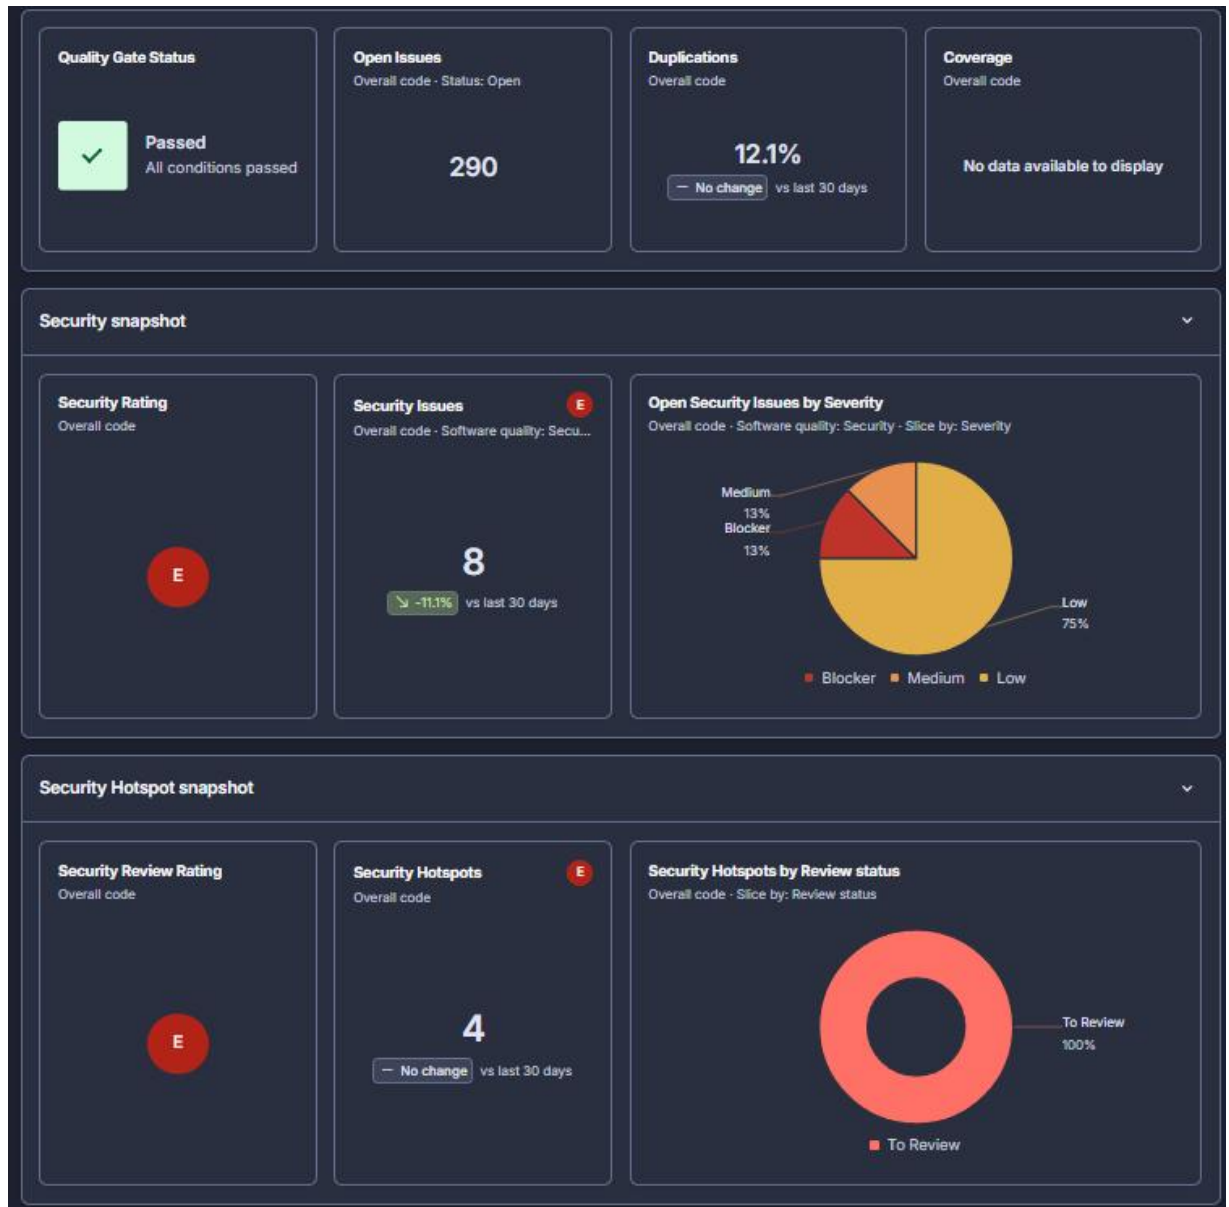 Quality Gate Status
Passed
All conditions passed
Open Issues
Overall code · Status: Open
290
Duplications
Overall code
12.1%
— No change vs last 30 days
Coverage
Overall code
No data available to display
Security snapshot
Security Rating
Overall code
E
Security Issues E
Overall code · Software quality: Secu...
8
↘ -11.1% vs last 30 days
Open Security Issues by Severity
Overall code · Software quality: Security · Slice by: Severity
Medium
13%
Blocker
13%
Low
75%
Blocker Medium Low
Security Hotspot snapshot
Security Review Rating
Overall code
E
Security Hotspots E
Overall code
4
— No change vs last 30 days
Security Hotspots by Review status
Overall code · Slice by: Review status
To Review
100%
To Review